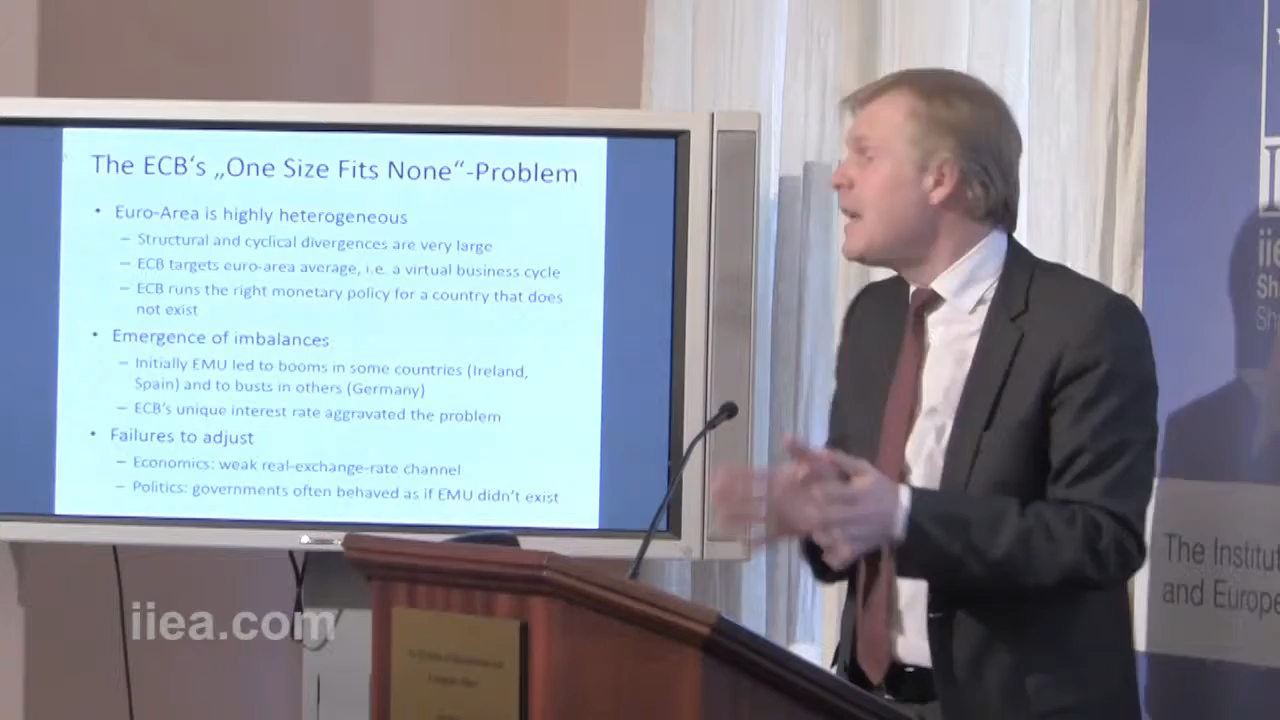 The ECB's „One Size Fits None“-Problem
• Euro-Area is highly heterogeneous
– Structural and cyclical divergences are very large
– ECB targets euro-area average, i.e. a virtual business cycle
– ECB runs the right monetary policy for a country that does
not exist
• Emergence of imbalances
– Initially EMU led to booms in some countries (Ireland,
Spain) and to busts in others (Germany)
– ECB's unique interest rate aggravated the problem
• Failures to adjust
– Economics: weak real-exchange-rate channel
– Politics: governments often behaved as if EMU didn't exist
iiea.com
iie
Sh
Sh
The Institu
and Europe